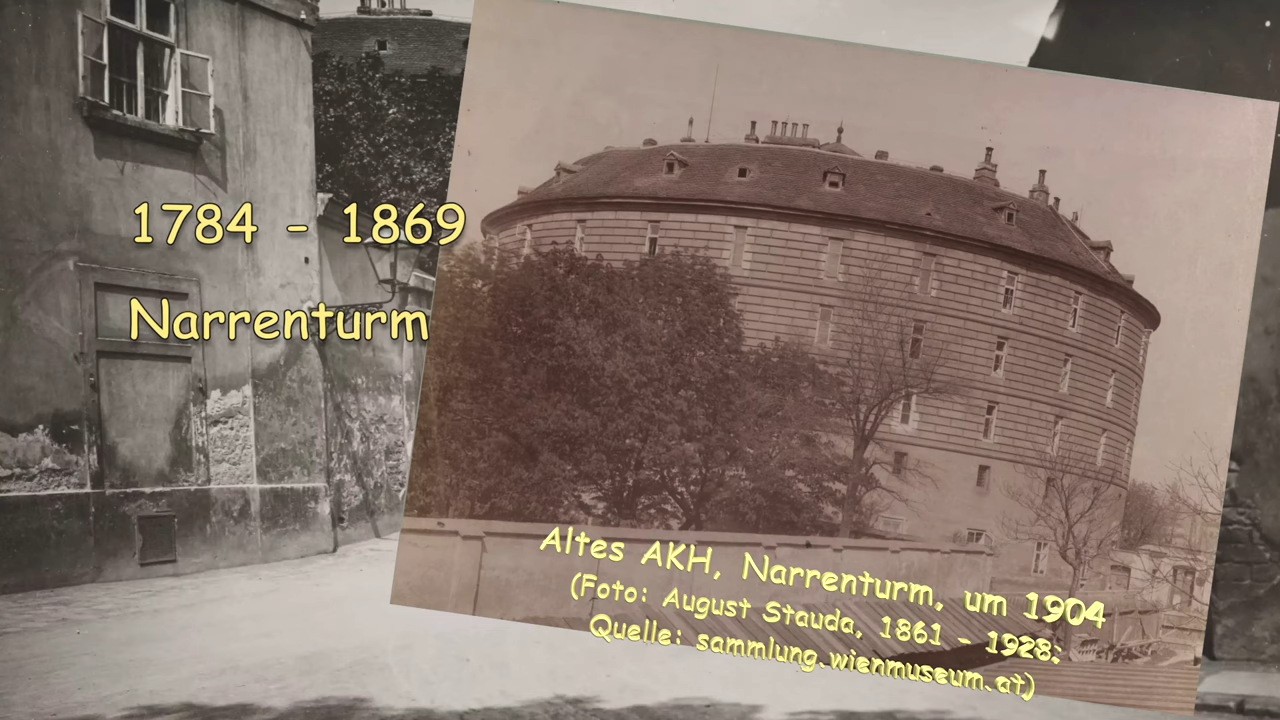 1784 - 1869
Narrenturm
Altes AKH, Narrenturm, um 1904
(Foto: August Stauda, 1861 - 1928;
Quelle: sammlung.wienmuseum.at)